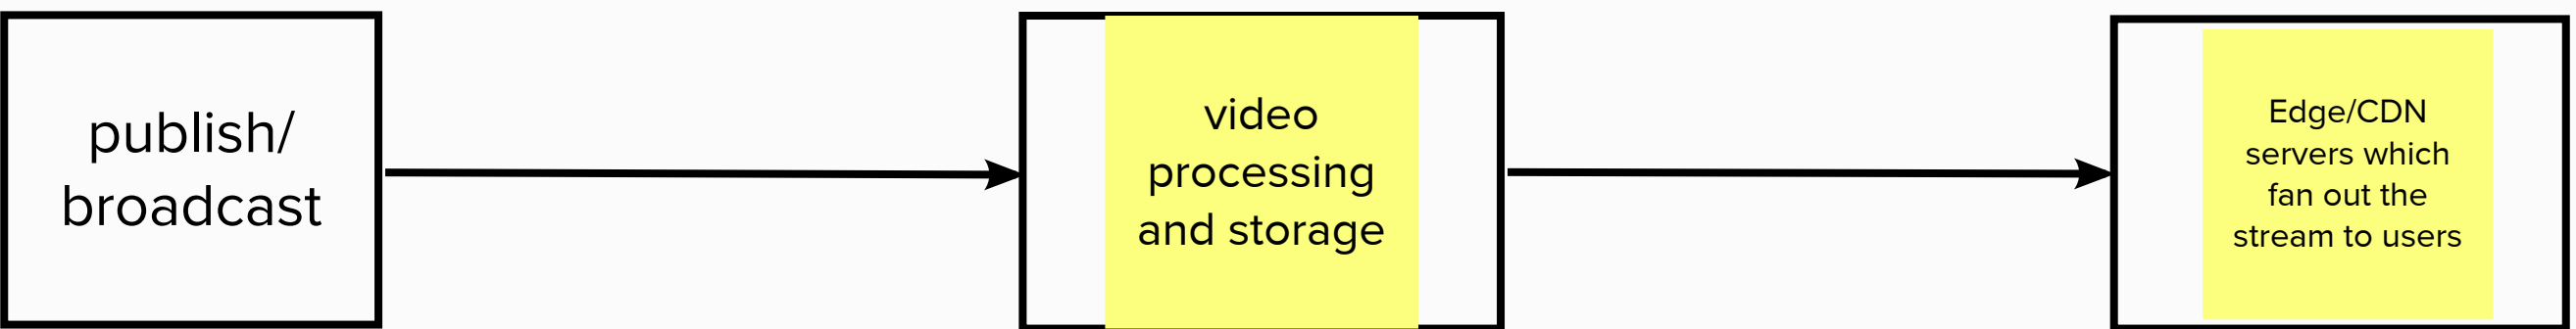 publish/
broadcast
video
processing
and storage
Edge/CDN
servers which
fan out the
stream to users